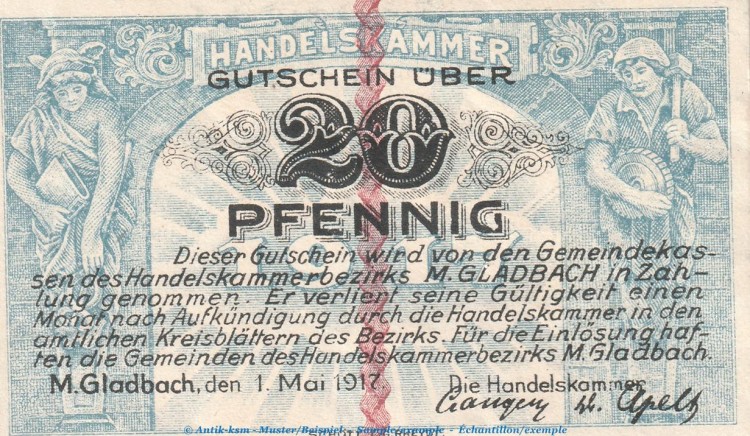 HANDELSKAMMER
GUTSCHEIN ÜBER
20
PFENNIG
Dieser Gutschein wird von den Gemeindekas-
sen des Handelskammerbezirks M.GLADBACH in Zah-
lung genommen. Er verliert seine Gültigkeit einen
Monat nach Aufkündigung durch die Handelskammer in den
amtlichen Kreisblättern des Bezirks. Für die Einlösung haf-
ten die Gemeinden des Handelskammerbezirks M.Gladbach.
M.Gladbach, den 1. Mai 1917. Die Handelskammer
© Antik-ksm - Muster/Beispiel - Sample/example - Échantillon/exemple